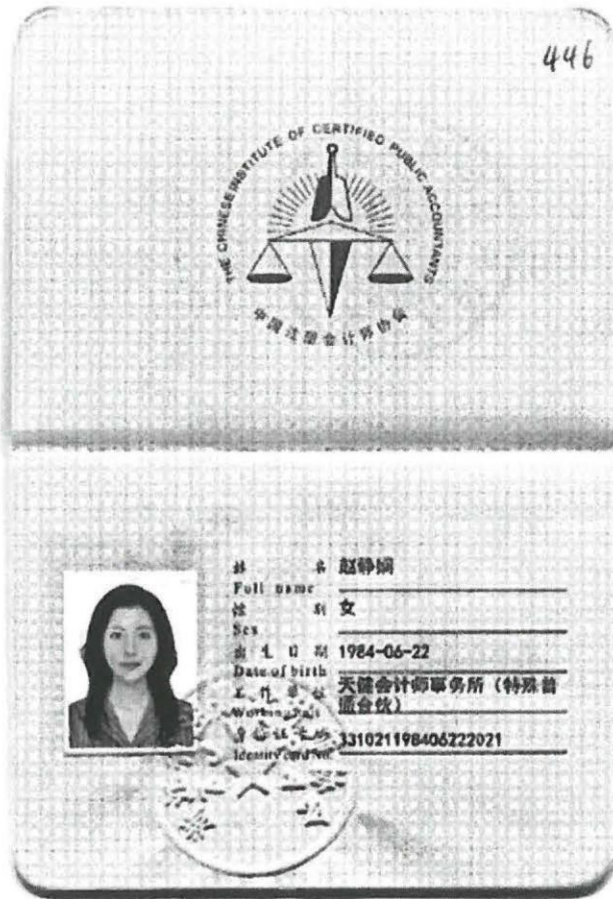 446
THE CHINESE INSTITUTE OF CERTIFIED PUBLIC ACCOUNTANTS
中国注册会计师协会
姓 名 赵静娴
Full name
性 别 女
Sex
出 生 日 期 1984-06-22
Date of birth
工 作 单 位 天健会计师事务所（特殊普
Working unit 通合伙）
身份证号码 331021198406222021
Identity card No.